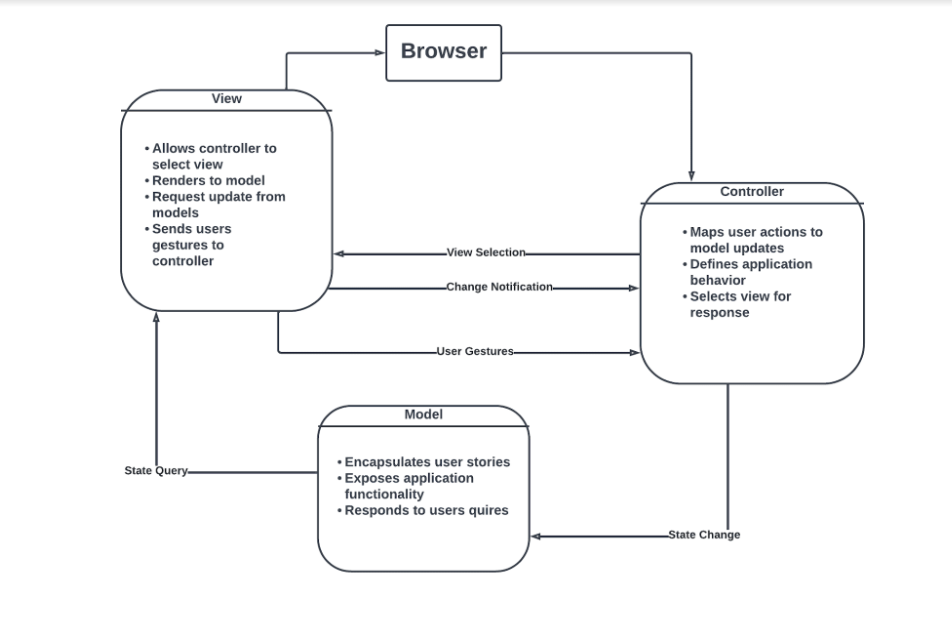 Browser
View
• Allows controller to
select view
• Renders to model
• Request update from
models
• Sends users
gestures to
controller
Controller
• Maps user actions to
model updates
• Defines application
behavior
• Selects view for
response
View Selection
Change Notification
User Gestures
Model
• Encapsulates user stories
• Exposes application
functionality
• Responds to users quires
State Query
State Change